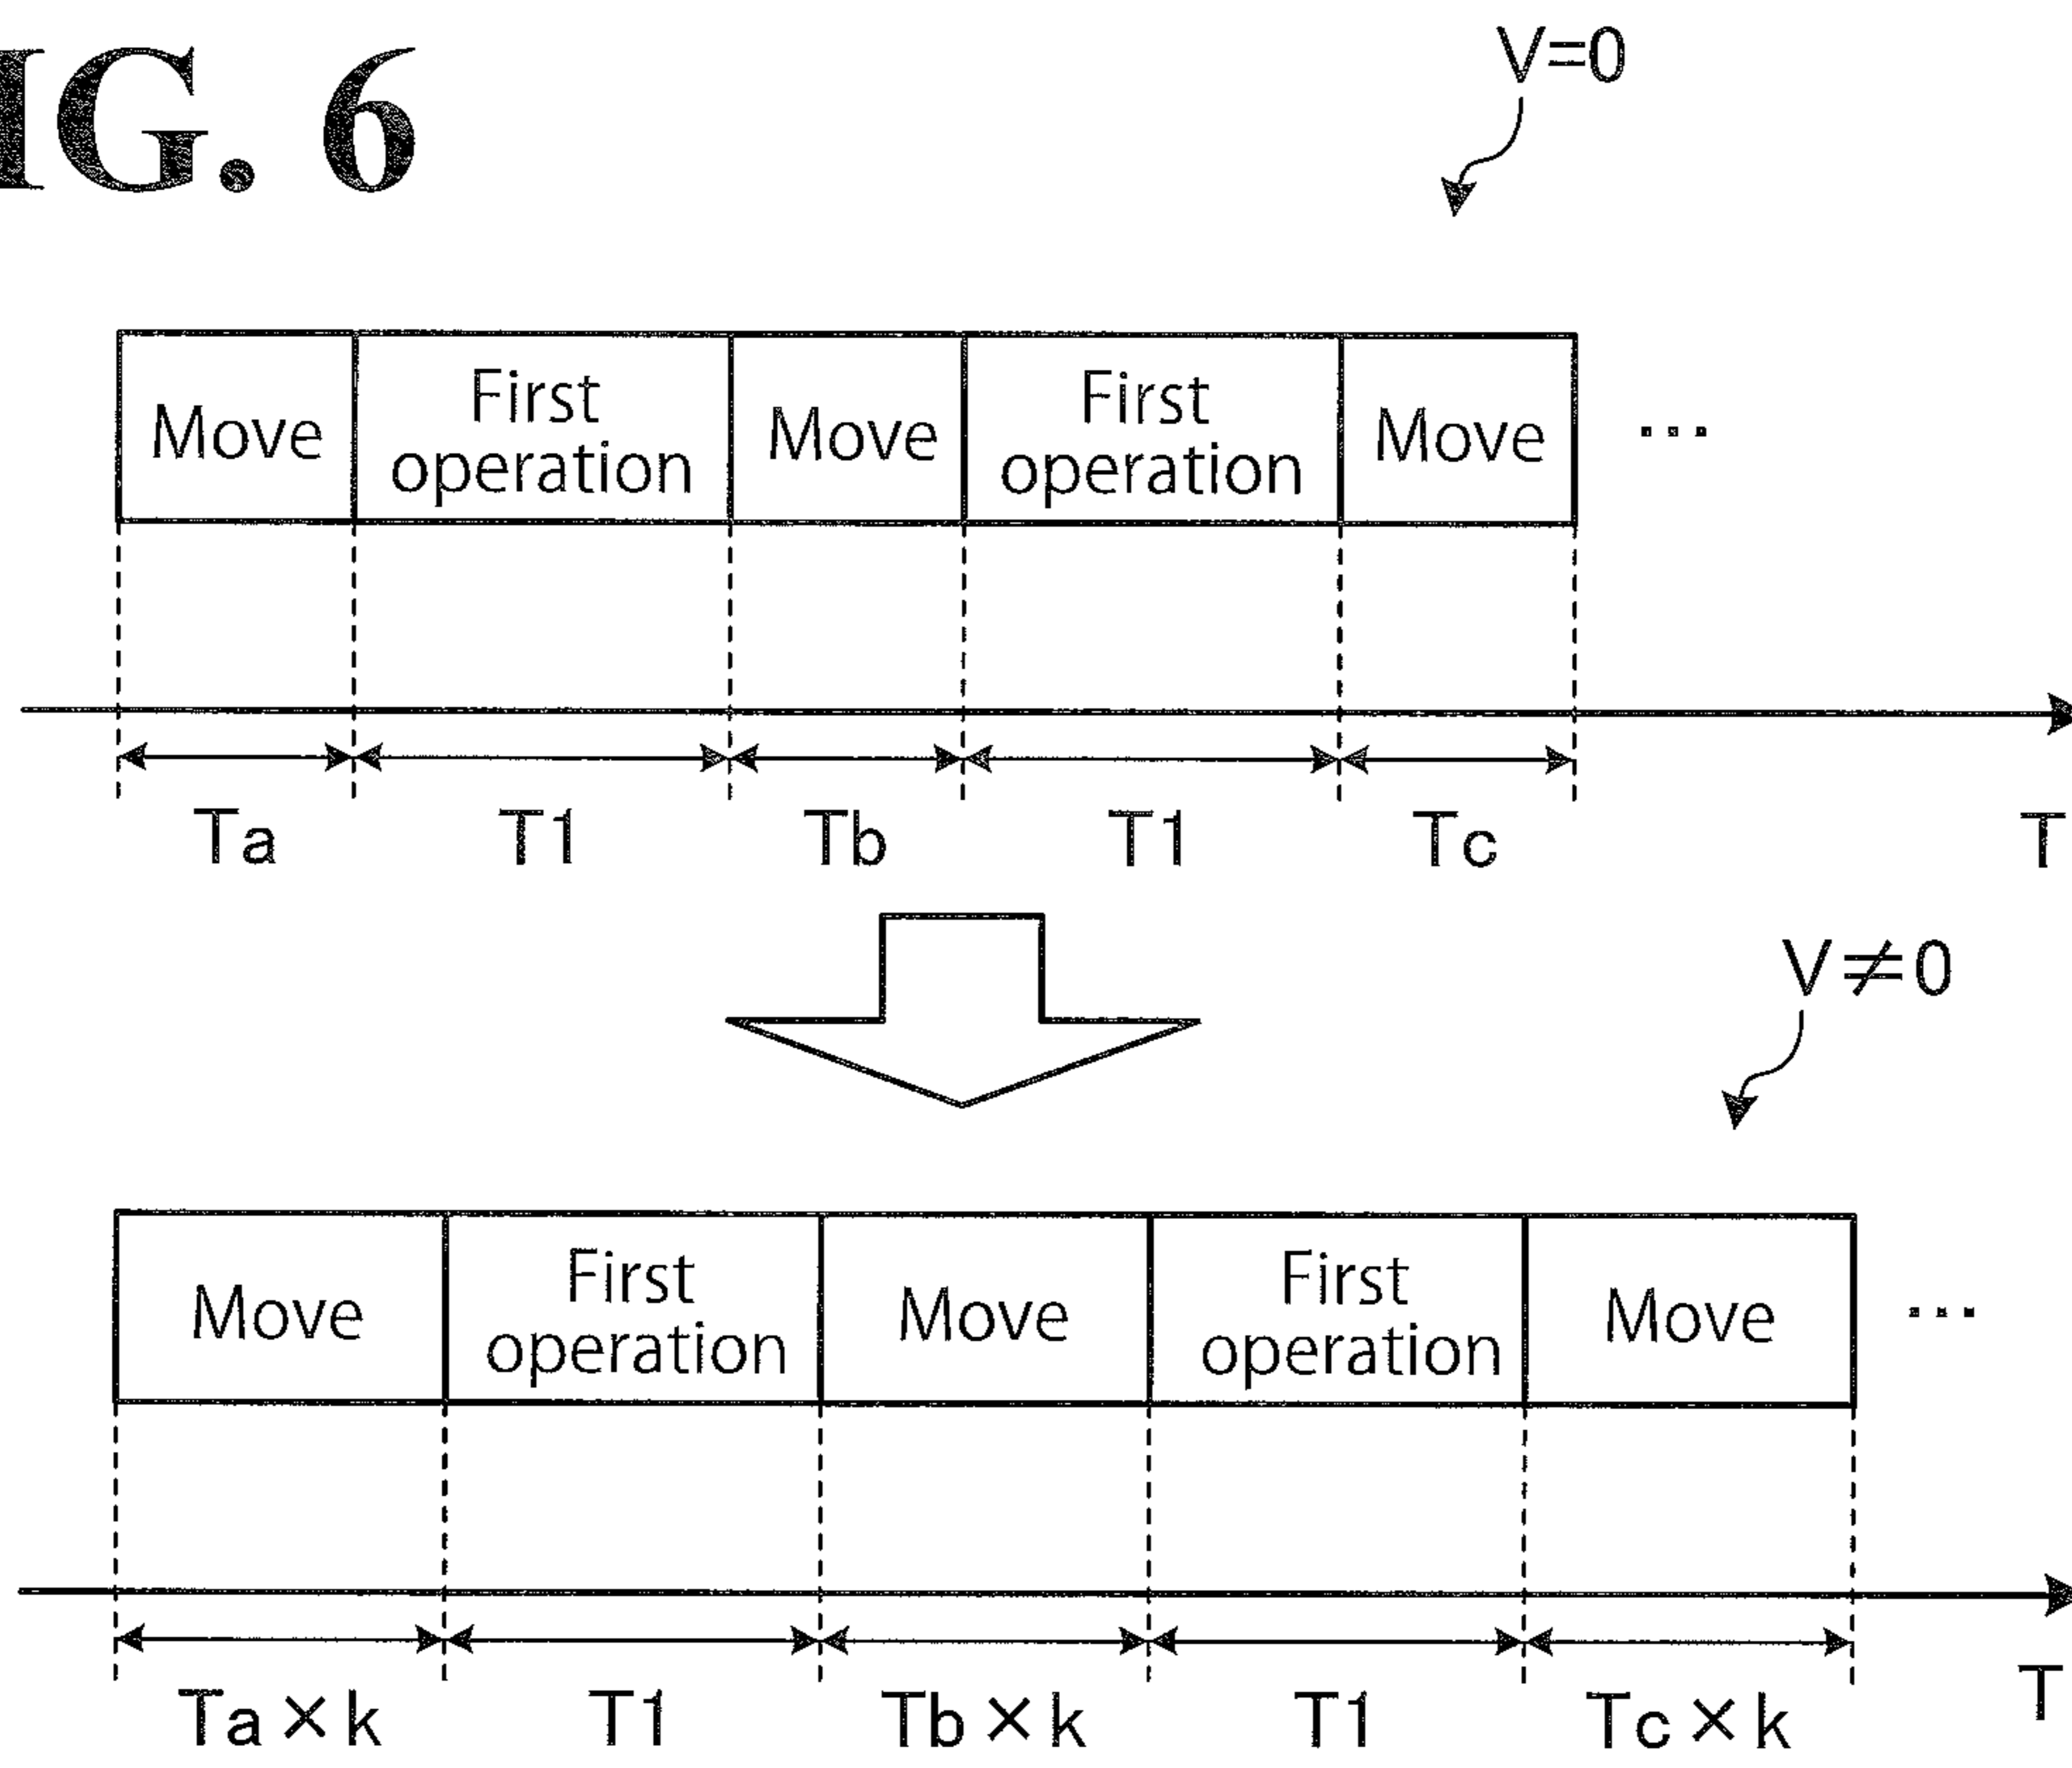 IG. 6
V=0
Move
First
operation
Move
First
operation
Move
...
Ta
T1
Tb
T1
Tc
T
V≠0
Move
First
operation
Move
First
operation
Move
...
Ta×k
T1
Tb×k
T1
Tc×k
T